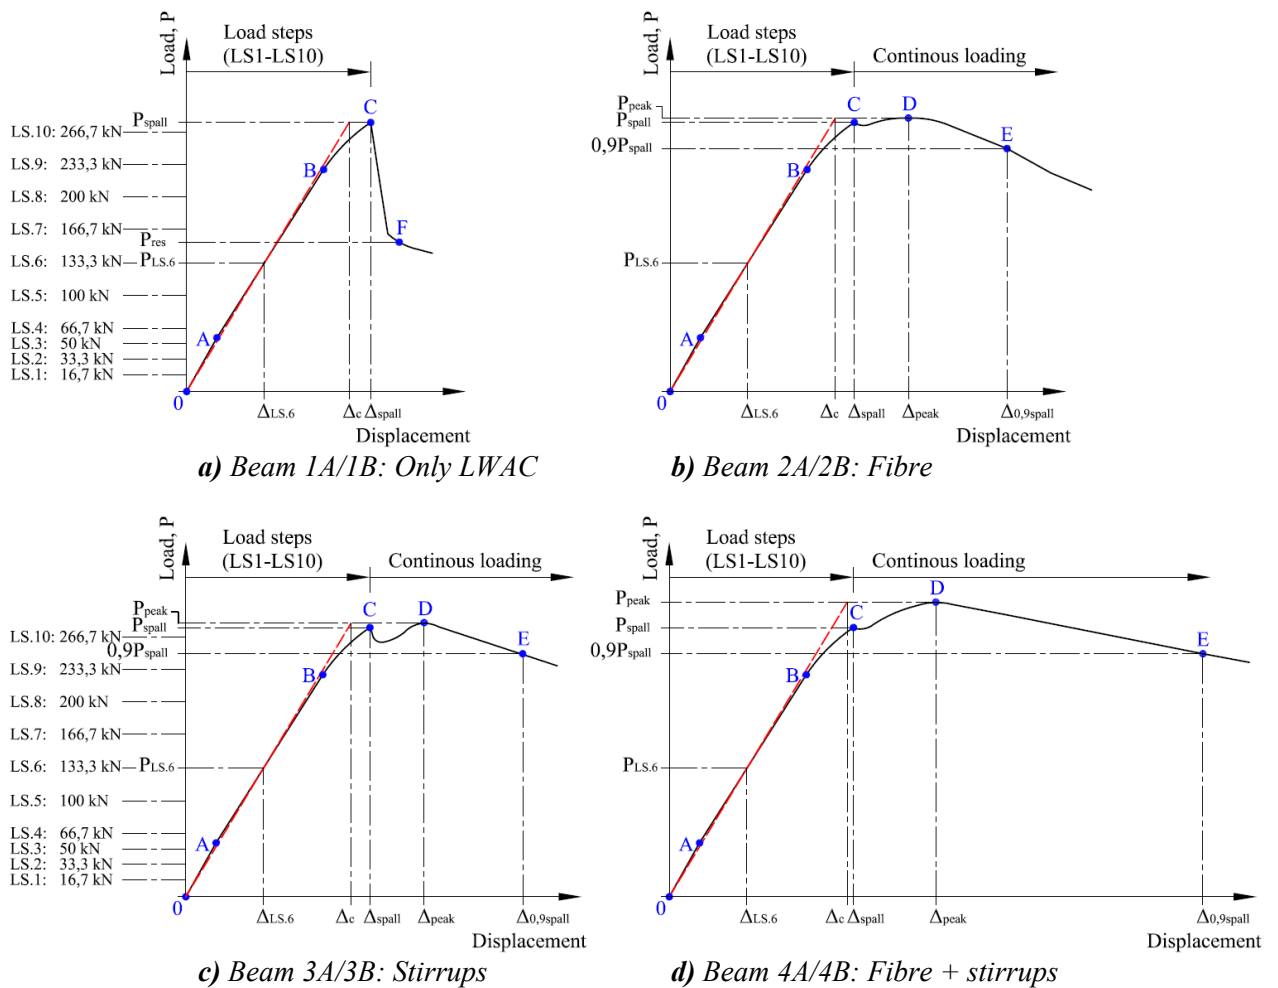 Load, P
Load steps
(LS1-LS10)
C
Pspall
LS.10: 266,7 kN
LS.9: 233,3 kN
B
LS.8: 200 kN
LS.7: 166,7 kN
F
Pres
LS.6: 133,3 kN
PLS.6
LS.5: 100 kN
LS.4: 66,7 kN
A
LS.3: 50 kN
LS.2: 33,3 kN
LS.1: 16,7 kN
0
ΔLS.6 Δc Δspall
Displacement
a) Beam 1A/1B: Only LWAC
Load, P
Load steps
(LS1-LS10)
Continous loading
Ppeak
C D
Pspall
0,9Pspall
E
B
PLS.6
A
0
ΔLS.6 Δc Δspall Δpeak Δ0,9spall
Displacement
b) Beam 2A/2B: Fibre
Load, P
Load steps
(LS1-LS10)
Continous loading
Ppeak
C D
Pspall
LS.10: 266,7 kN
0,9Pspall
E
LS.9: 233,3 kN
B
LS.8: 200 kN
LS.7: 166,7 kN
LS.6: 133,3 kN
PLS.6
LS.5: 100 kN
LS.4: 66,7 kN
A
LS.3: 50 kN
LS.2: 33,3 kN
LS.1: 16,7 kN
0
ΔLS.6 Δc Δspall Δpeak Δ0,9spall
Displacement
c) Beam 3A/3B: Stirrups
Load, P
Load steps
(LS1-LS10)
Continous loading
D
Ppeak
C
Pspall
0,9Pspall
E
B
PLS.6
A
0
ΔLS.6 Δc Δspall Δpeak Δ0,9spall
Displacement
d) Beam 4A/4B: Fibre + stirrups